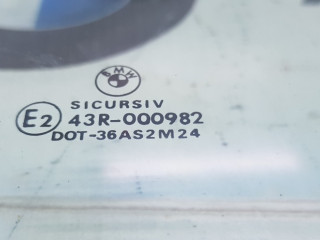 BMW
SICURSIV
E2 43R-000982
DOT-36AS2M24